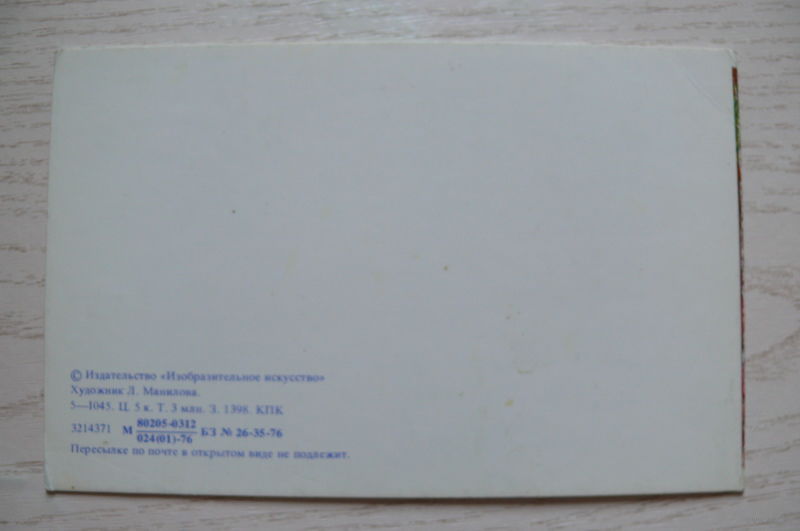 © Издательство «Изобразительное искусство»
Художник Л. Манилова.
5—1045. Ц. 5 к. Т. 3 млн. З. 1398. КПК
3214371 М 80205-0312 / 024(01)-76 БЗ № 26-35-76
Пересылке по почте в открытом виде не подлежит.